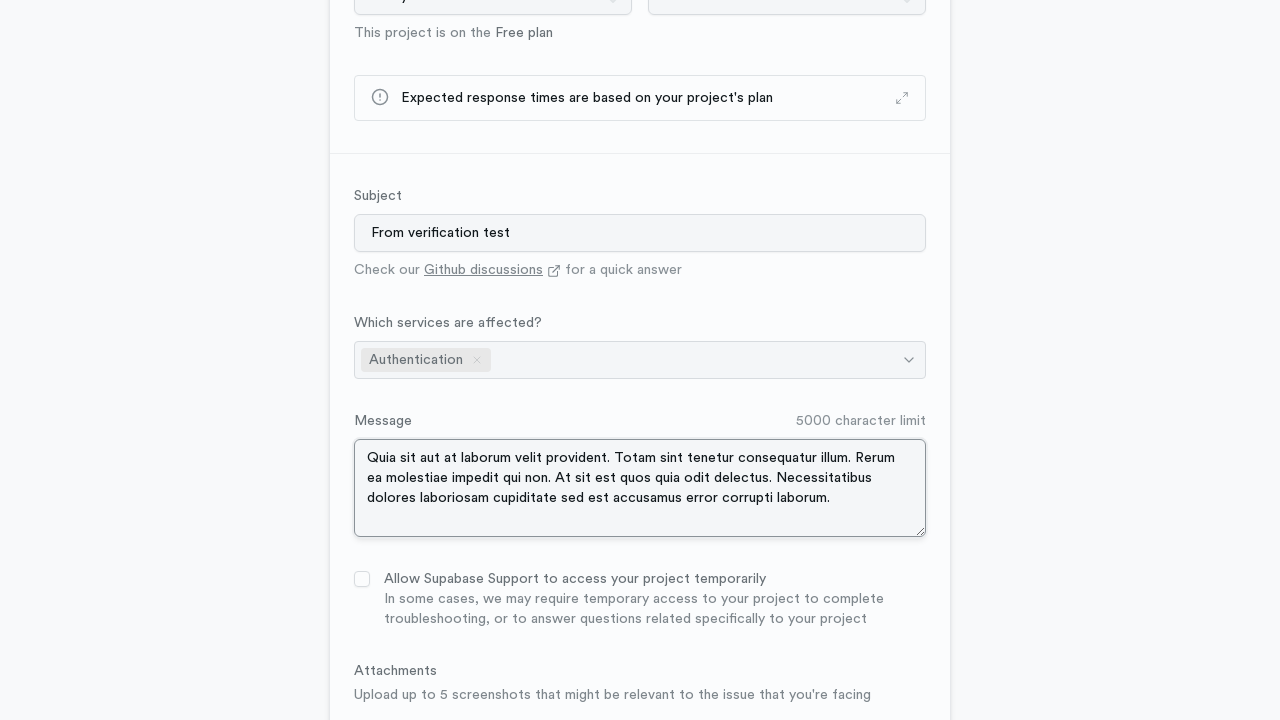 This project is on the Free plan
Expected response times are based on your project's plan
Subject
From verification test
Check our Github discussions for a quick answer
Which services are affected?
Authentication
Message
5000 character limit
Quia sit aut at laborum velit provident. Totam sint tenetur consequatur illum. Rerum
ea molestiae impedit qui non. At sit est quos quia odit delectus. Necessitatibus
dolores laboriosam cupiditate sed est accusamus error corrupti laborum.
Allow Supabase Support to access your project temporarily
In some cases, we may require temporary access to your project to complete
troubleshooting, or to answer questions related specifically to your project
Attachments
Upload up to 5 screenshots that might be relevant to the issue that you're facing